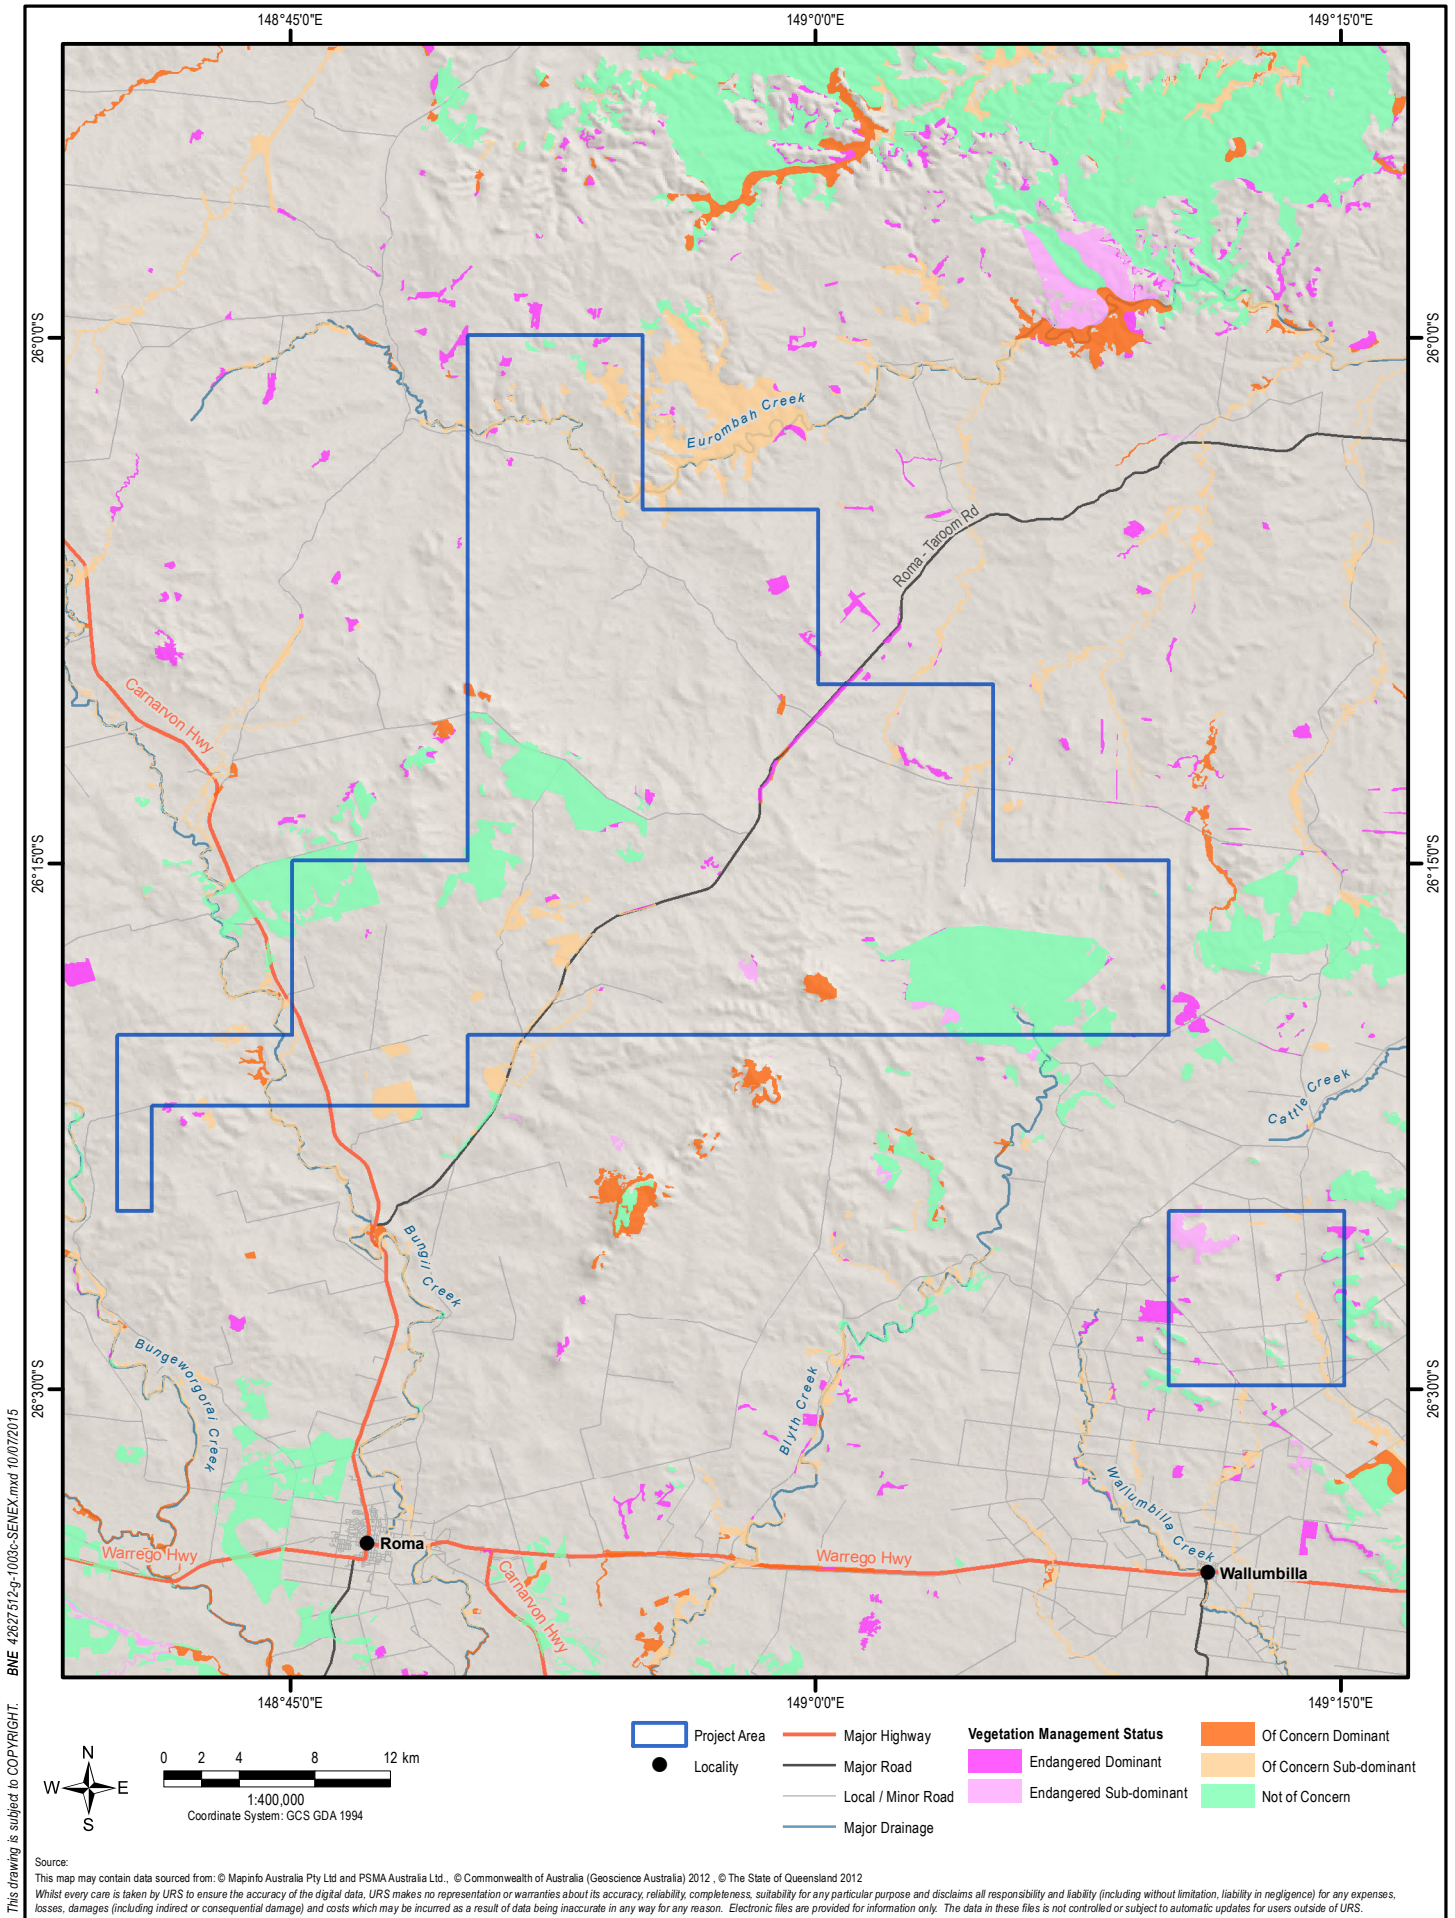 148°45'0"E
149°0'0"E
149°15'0"E
26°0'0"S
26°0'0"S
Eurombah Creek
Roma - Taroom Rd
Carnarvon Hwy
26°15'0"S
26°15'0"S
Cattle Creek
Bungil Creek
Bungeworgorai Creek
26°30'0"S
26°30'0"S
Blyth Creek
Wallumbilla Creek
Roma
Warrego Hwy
Warrego Hwy
Carnarvon Hwy
Wallumbilla
148°45'0"E
149°0'0"E
149°15'0"E
This drawing is subject to COPYRIGHT. BNE 42627512-g-1003c-SENEX.mxd 10/07/2015
N
W E
S
0 2 4 8 12 km
1:400,000
Coordinate System: GCS GDA 1994
Project Area
Locality
Major Highway
Major Road
Local / Minor Road
Major Drainage
Vegetation Management Status
Endangered Dominant
Endangered Sub-dominant
Of Concern Dominant
Of Concern Sub-dominant
Not of Concern
Source:
This map may contain data sourced from: © Mapinfo Australia Pty Ltd and PSMA Australia Ltd., © Commonwealth of Australia (Geoscience Australia) 2012 , © The State of Queensland 2012
Whilst every care is taken by URS to ensure the accuracy of the digital data, URS makes no representation or warranties about its accuracy, reliability, completeness, suitability for any particular purpose and disclaims all responsibility and liability (including without limitation, liability in negligence) for any expenses,
losses, damages (including indirect or consequential damage) and costs which may be incurred as a result of data being inaccurate in any way for any reason. Electronic files are provided for information only. The data in these files is not controlled or subject to automatic updates for users outside of URS.